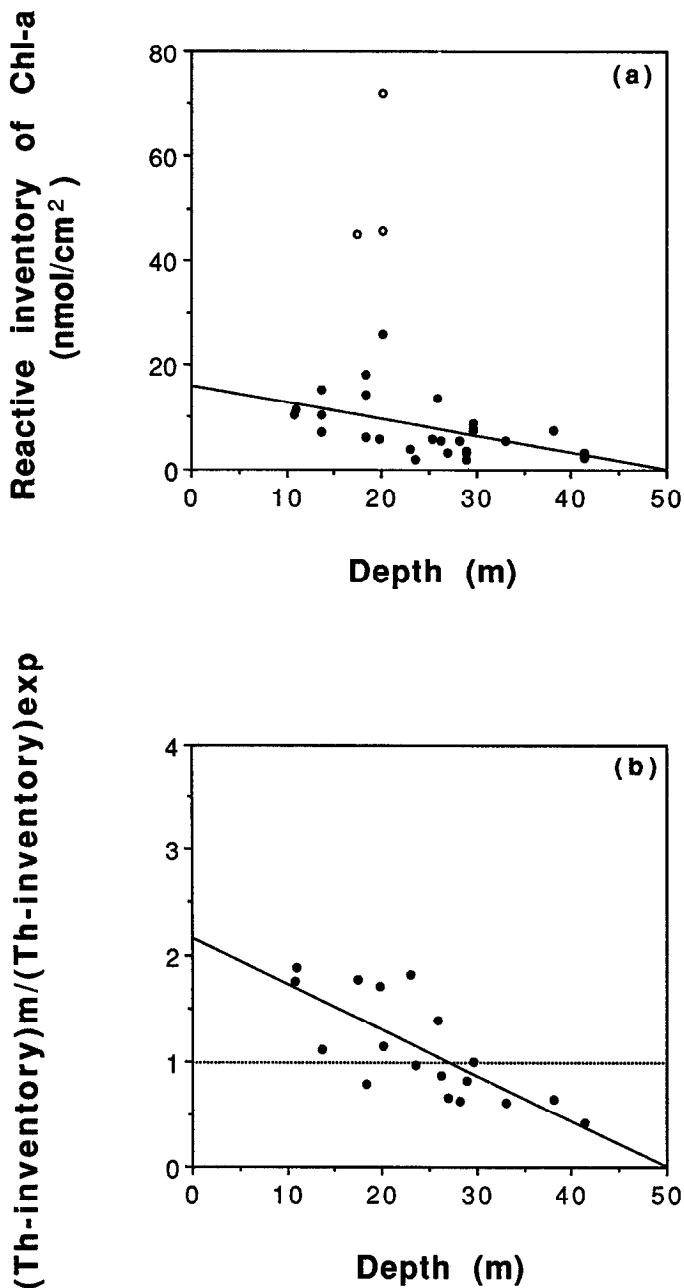 Reactive inventory of Chl-a
(nmol/cm²)
80
60
40
20
0
(a)
0 10 20 30 40 50
Depth (m)
(Th-inventory)m/(Th-inventory)exp
4
3
2
1
0
(b)
0 10 20 30 40 50
Depth (m)